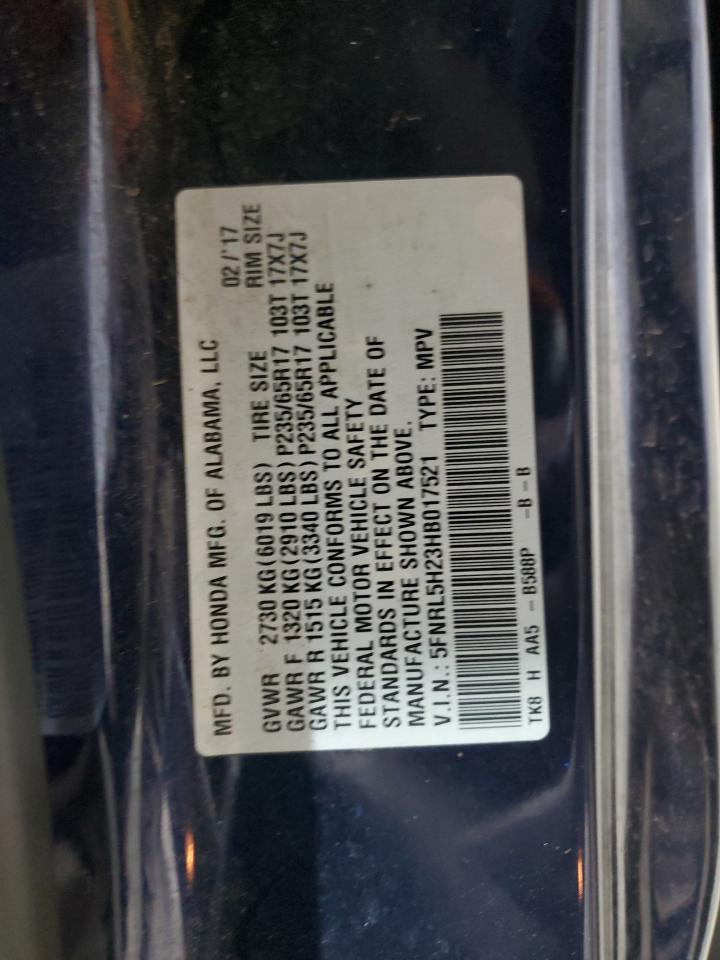 MFD. BY HONDA MFG. OF ALABAMA, LLC 02/'17
GVWR 2730 KG(6019 LBS) TIRE SIZE RIM SIZE
GAWR F 1320 KG(2910 LBS) P235/65R17 103T 17X7J
GAWR R 1515 KG(3340 LBS) P235/65R17 103T 17X7J
THIS VEHICLE CONFORMS TO ALL APPLICABLE
FEDERAL MOTOR VEHICLE SAFETY
STANDARDS IN EFFECT ON THE DATE OF
MANUFACTURE SHOWN ABOVE.
V.I.N.: 5FNRL5H23HB017521 TYPE: MPV
TK8 H AA5 - B588P -B -B